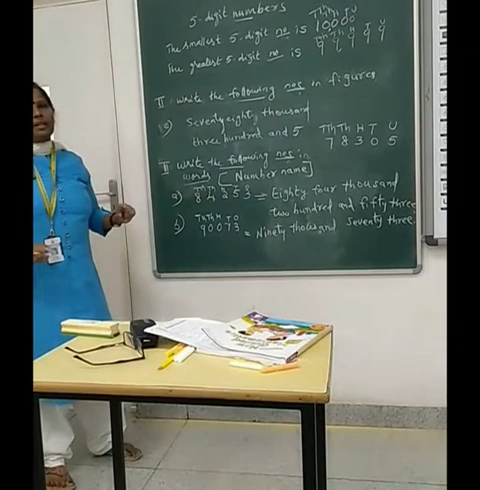 5-digit numbers
The smallest 5-digit no is 10000
The greatest 5-digit no is 99999
II write the following nos in figures
e) Seventyeighty thousand
three hundred and 5
TTh Th H T U
7 8 3 0 5
III write the following nos in
words [Number name]
a) 84253 = Eighty four thousand
two hundred and fifty three
b) 90073 = Ninety thousand Seventy three